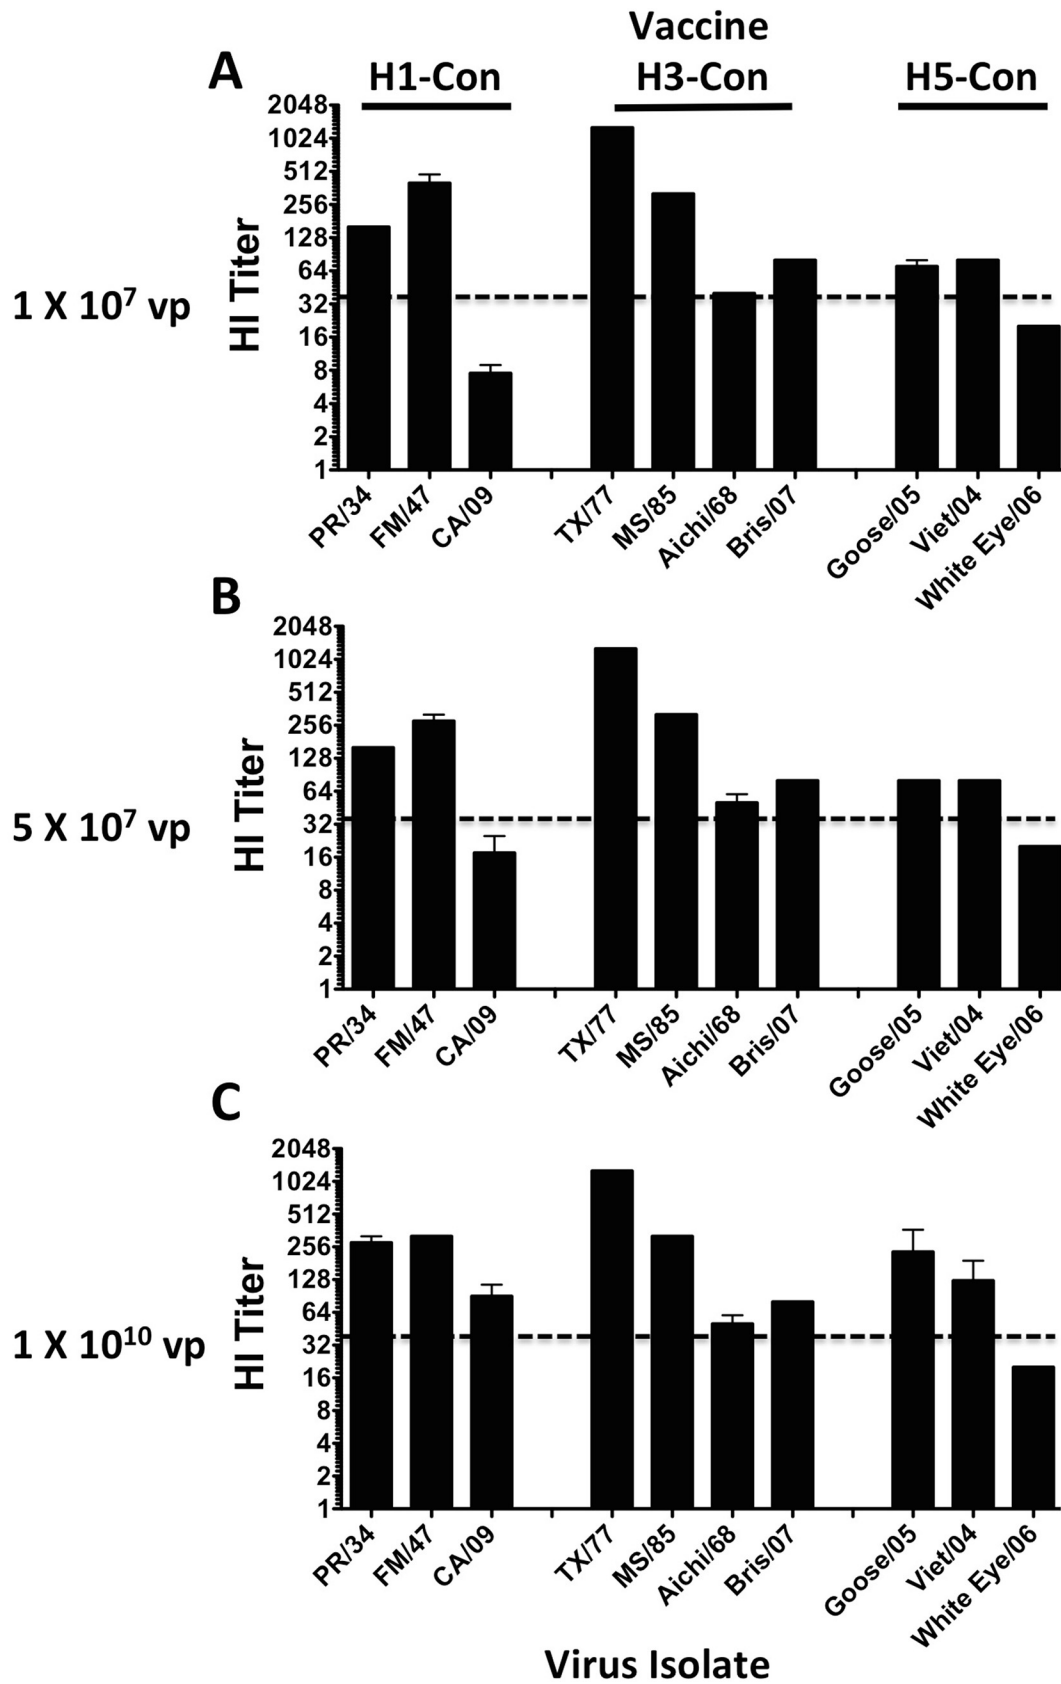 Vaccine
A
H1-Con H3-Con H5-Con
2048
1024
512
256
128
64
32
16
8
4
2
1
HI Titer
1 X 10⁷ vp
PR/34 FM/47 CA/09 TX/77 MS/85 Aichi/68 Bris/07 Goose/05 Viet/04 White Eye/06
B
2048
1024
512
256
128
64
32
16
8
4
2
1
HI Titer
5 X 10⁷ vp
PR/34 FM/47 CA/09 TX/77 MS/85 Aichi/68 Bris/07 Goose/05 Viet/04 White Eye/06
C
2048
1024
512
256
128
64
32
16
8
4
2
1
HI Titer
1 X 10¹⁰ vp
PR/34 FM/47 CA/09 TX/77 MS/85 Aichi/68 Bris/07 Goose/05 Viet/04 White Eye/06
Virus Isolate